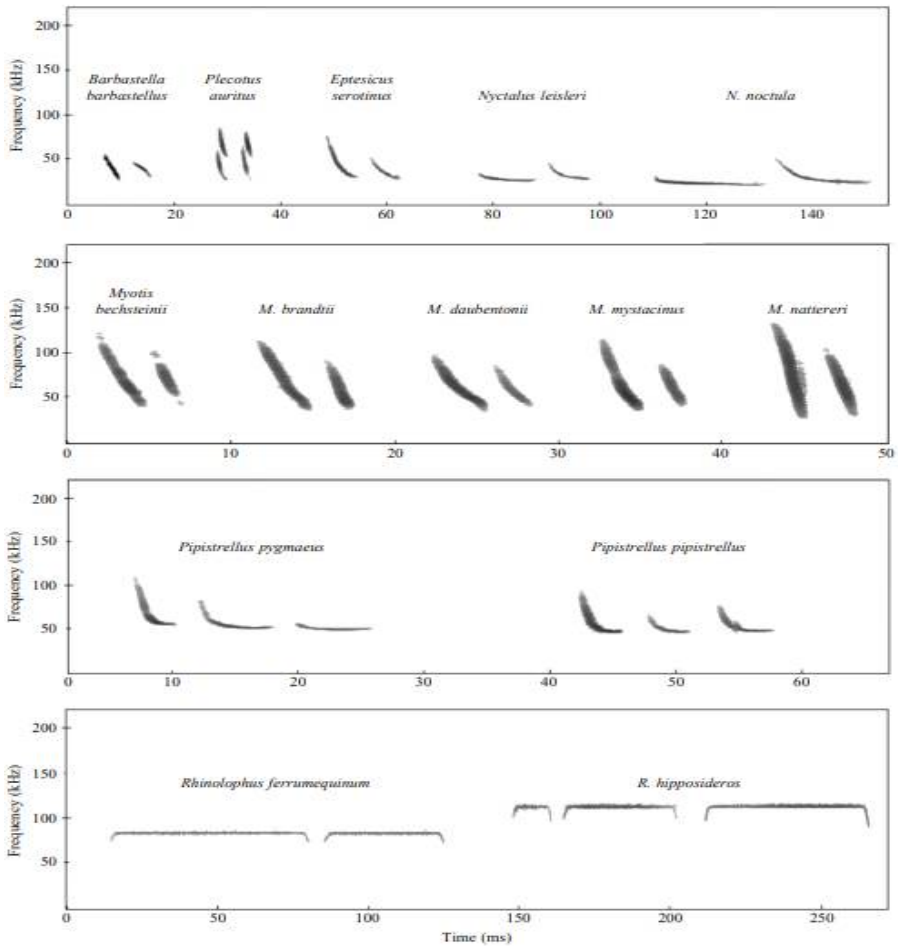 200
150
100
50
Frequency (kHz)
Barbastella
barbastellus
Plecotus
auritus
Eptesicus
serotinus
Nyctalus leisleri
N. noctula
0 20 40 60 80 100 120 140
200
150
100
50
Frequency (kHz)
Myotis
bechsteinii
M. brandtii
M. daubentonii
M. mystacinus
M. nattereri
0 10 20 30 40 50
200
150
100
50
Frequency (kHz)
Pipistrellus pygmaeus
Pipistrellus pipistrellus
0 10 20 30 40 50 60
200
150
100
50
Frequency (kHz)
Rhinolophus ferrumequinum
R. hipposideros
0 50 100 150 200 250
Time (ms)